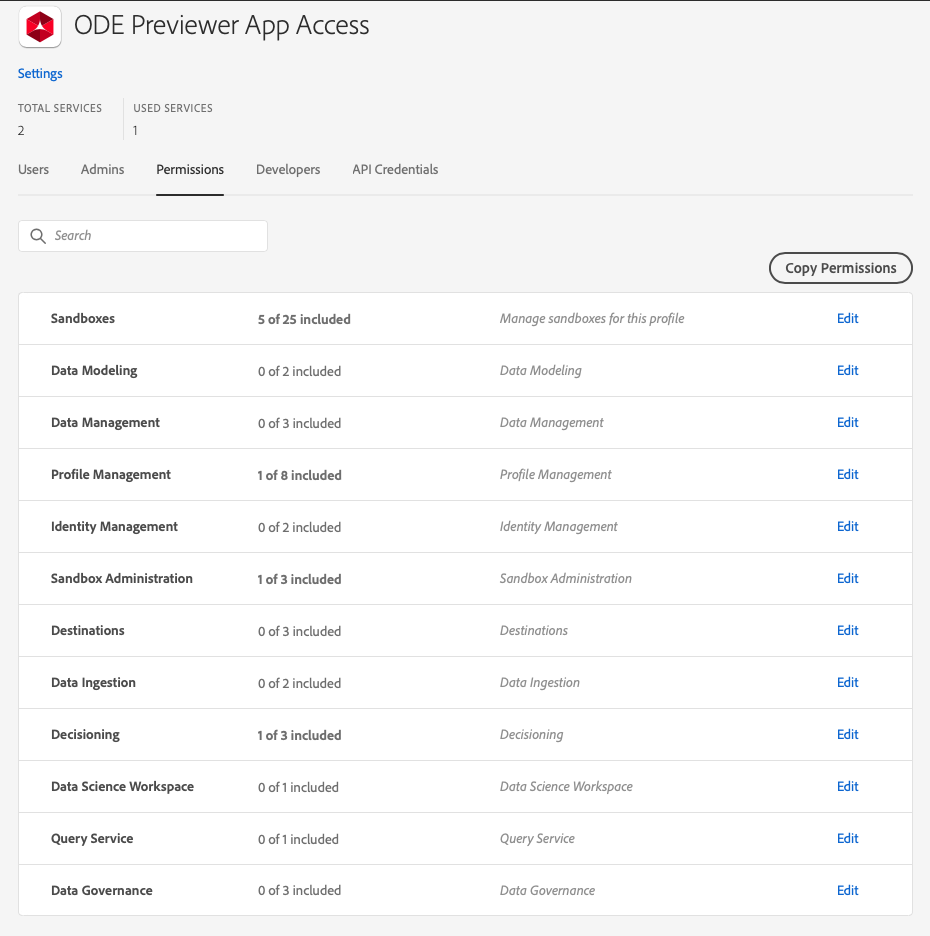 ODE Previewer App Access
Settings
TOTAL SERVICES USED SERVICES
2 1
Users Admins Permissions Developers API Credentials
Search
Copy Permissions
Sandboxes 5 of 25 included Manage sandboxes for this profile Edit
Data Modeling 0 of 2 included Data Modeling Edit
Data Management 0 of 3 included Data Management Edit
Profile Management 1 of 8 included Profile Management Edit
Identity Management 0 of 2 included Identity Management Edit
Sandbox Administration 1 of 3 included Sandbox Administration Edit
Destinations 0 of 3 included Destinations Edit
Data Ingestion 0 of 2 included Data Ingestion Edit
Decisioning 1 of 3 included Decisioning Edit
Data Science Workspace 0 of 1 included Data Science Workspace Edit
Query Service 0 of 1 included Query Service Edit
Data Governance 0 of 3 included Data Governance Edit